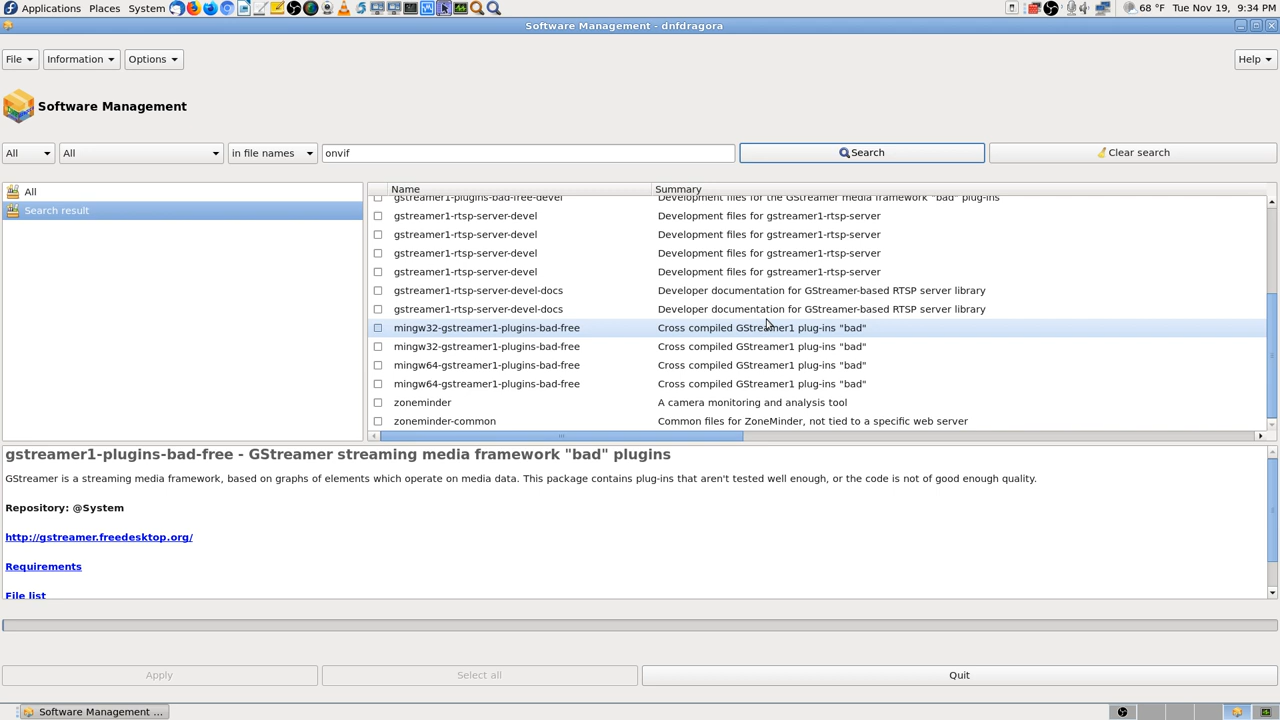 Applications Places System 68 °F Tue Nov 19, 9:34 PM
Software Management - dnfdragora
File Information Options Help
Software Management
All All in file names onvif Search Clear search
All
Search result
Name Summary
gstreamer1-plugins-bad-free-devel Development files for the GStreamer media framework "bad" plug-ins
gstreamer1-rtsp-server-devel Development files for gstreamer1-rtsp-server
gstreamer1-rtsp-server-devel Development files for gstreamer1-rtsp-server
gstreamer1-rtsp-server-devel Development files for gstreamer1-rtsp-server
gstreamer1-rtsp-server-devel Development files for gstreamer1-rtsp-server
gstreamer1-rtsp-server-devel-docs Developer documentation for GStreamer-based RTSP server library
gstreamer1-rtsp-server-devel-docs Developer documentation for GStreamer-based RTSP server library
mingw32-gstreamer1-plugins-bad-free Cross compiled GStreamer1 plug-ins "bad"
mingw32-gstreamer1-plugins-bad-free Cross compiled GStreamer1 plug-ins "bad"
mingw64-gstreamer1-plugins-bad-free Cross compiled GStreamer1 plug-ins "bad"
mingw64-gstreamer1-plugins-bad-free Cross compiled GStreamer1 plug-ins "bad"
zoneminder A camera monitoring and analysis tool
zoneminder-common Common files for ZoneMinder, not tied to a specific web server
gstreamer1-plugins-bad-free - GStreamer streaming media framework "bad" plugins
GStreamer is a streaming media framework, based on graphs of elements which operate on media data. This package contains plug-ins that aren't tested well enough, or the code is not of good enough quality.
Repository: @System
http://gstreamer.freedesktop.org/
Requirements
File list
Apply Select all Quit
Software Management ...